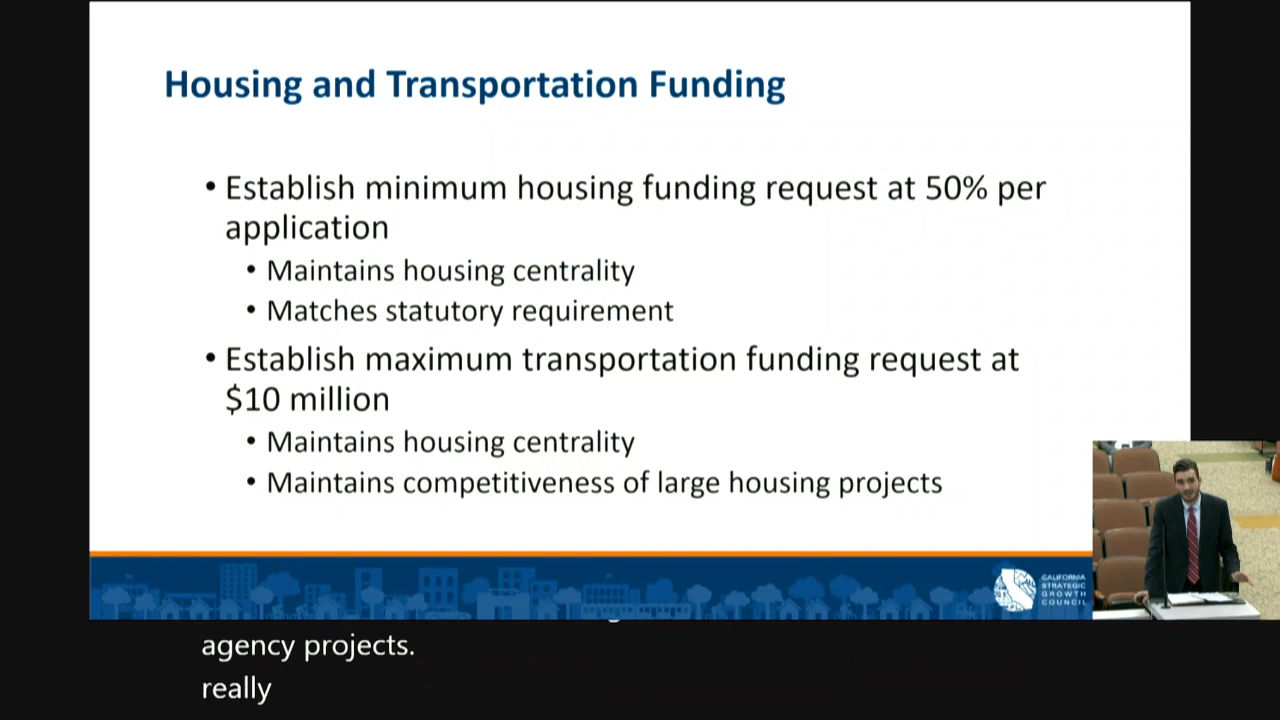 Housing and Transportation Funding
• Establish minimum housing funding request at 50% per
application
• Maintains housing centrality
• Matches statutory requirement
• Establish maximum transportation funding request at
$10 million
• Maintains housing centrality
• Maintains competitiveness of large housing projects
CALIFORNIA
STRATEGIC
GROWTH
COUNCIL
agency projects.
really